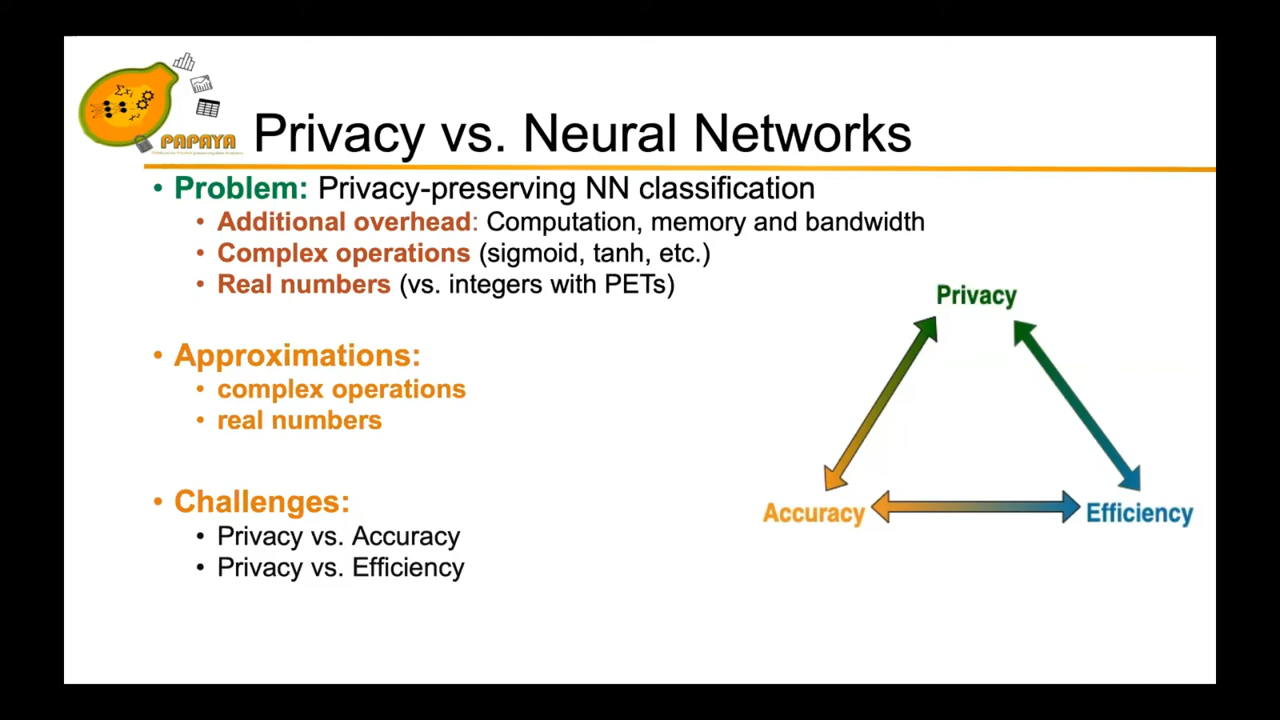 PAPAYA
Privacy vs. Neural Networks
• Problem: Privacy-preserving NN classification
• Additional overhead: Computation, memory and bandwidth
• Complex operations (sigmoid, tanh, etc.)
• Real numbers (vs. integers with PETs)
• Approximations:
• complex operations
• real numbers
• Challenges:
• Privacy vs. Accuracy
• Privacy vs. Efficiency
Privacy
Accuracy
Efficiency